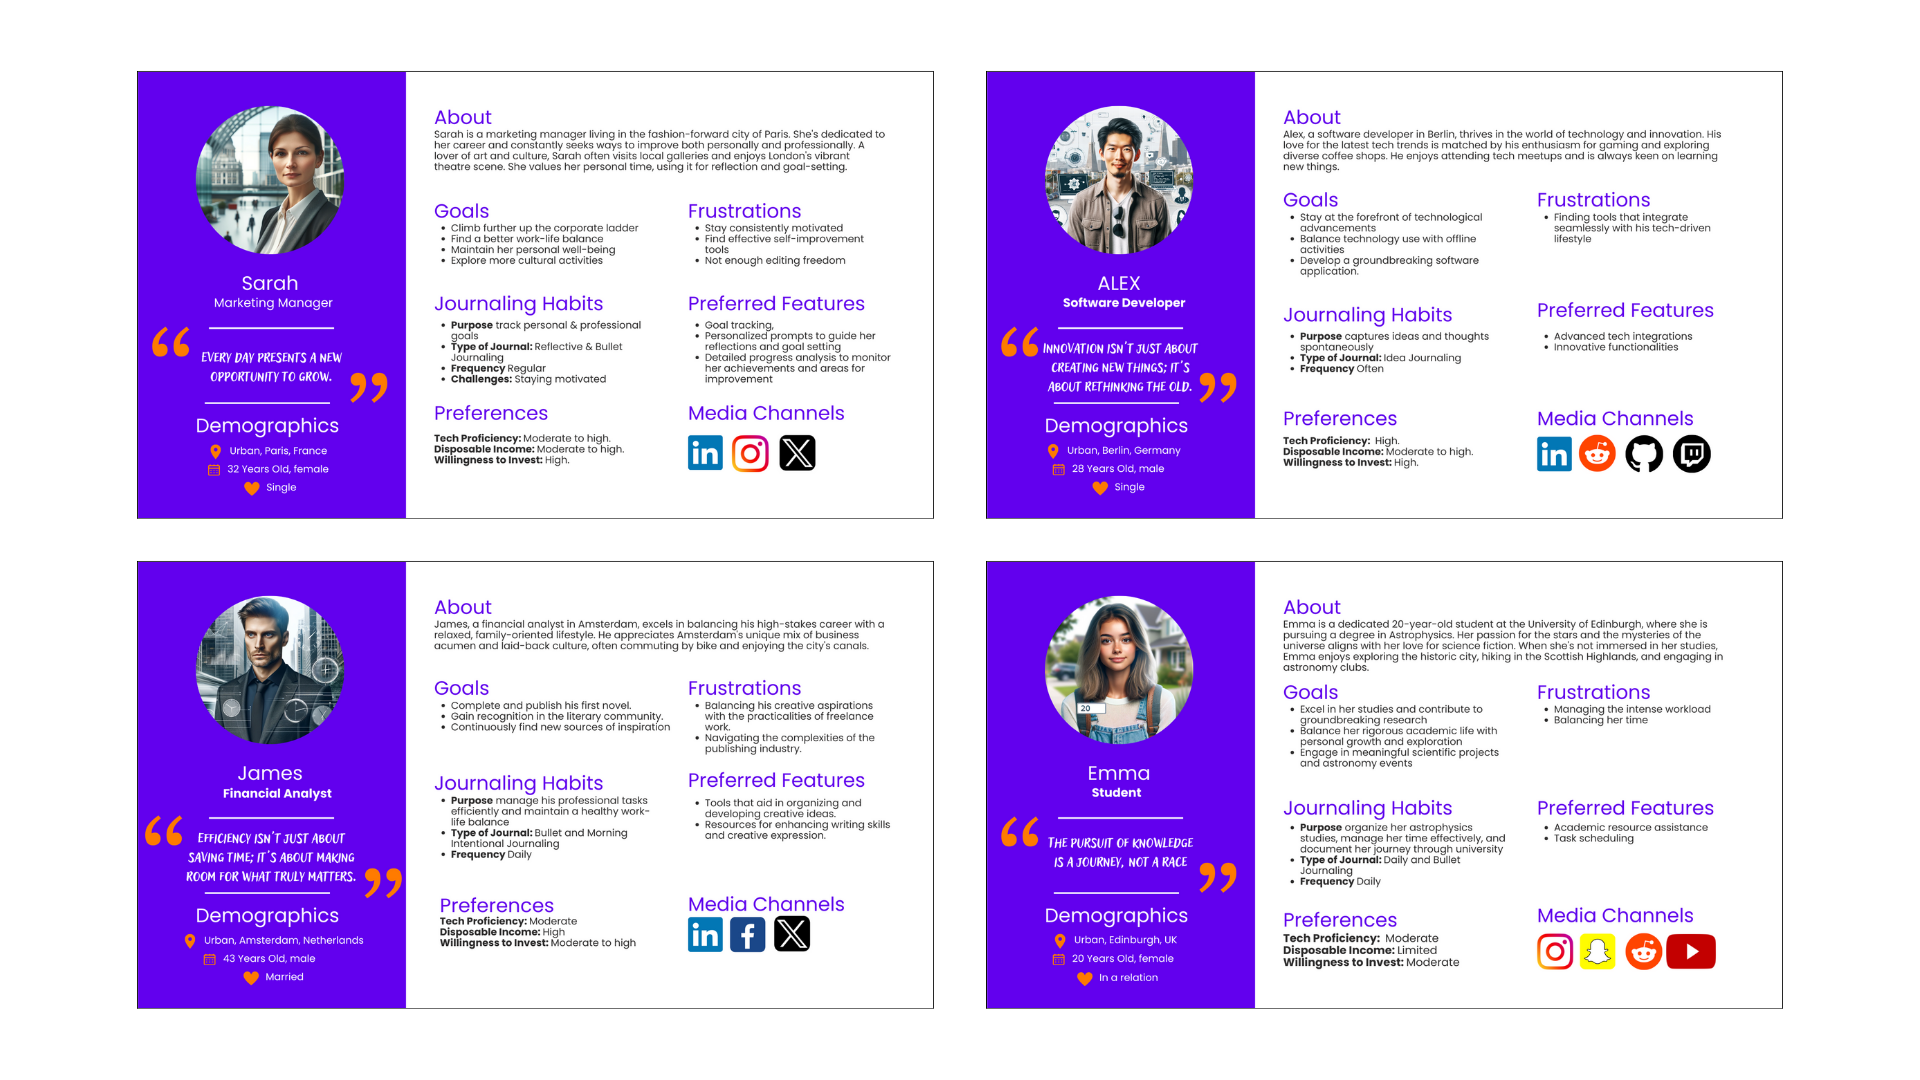 Sarah
Marketing Manager
EVERY DAY PRESENTS A NEW
OPPORTUNITY TO GROW.
Demographics
Urban, Paris, France
32 Years Old, female
Single
About
Sarah is a marketing manager living in the fashion-forward city of Paris. She's dedicated to
her career and constantly seeks ways to improve both personally and professionally. A
lover of art and culture, Sarah often visits local galleries and enjoys London's vibrant
theatre scene. She values her personal time, using it for reflection and goal-setting.
Goals
• Climb further up the corporate ladder
• Find a better work-life balance
• Maintain her personal well-being
• Explore more cultural activities
Frustrations
• Stay consistently motivated
• Find effective self-improvement
tools
• Not enough editing freedom
Journaling Habits
• Purpose track personal & professional
goals
• Type of Journal: Reflective & Bullet
Journaling
• Frequency Regular
• Challenges: Staying motivated
Preferred Features
• Goal tracking,
• Personalized prompts to guide her
reflections and goal setting
• Detailed progress analysis to monitor
her achievements and areas for
improvement
Preferences
Tech Proficiency: Moderate to high.
Disposable Income: Moderate to high.
Willingness to Invest: High.
Media Channels
in
ALEX
Software Developer
INNOVATION ISN'T JUST ABOUT
CREATING NEW THINGS; IT'S
ABOUT RETHINKING THE OLD.
Demographics
Urban, Berlin, Germany
28 Years Old, male
Single
About
Alex, a software developer in Berlin, thrives in the world of technology and innovation. His
love for the latest tech trends is matched by his enthusiasm for gaming and exploring
diverse coffee shops. He enjoys attending tech meetups and is always keen on learning
new things.
Goals
• Stay at the forefront of technological
advancements
• Balance technology use with offline
activities
• Develop a groundbreaking software
application.
Frustrations
• Finding tools that integrate
seamlessly with his tech-driven
lifestyle
Journaling Habits
• Purpose captures ideas and thoughts
spontaneously
• Type of Journal: Idea Journaling
• Frequency Often
Preferred Features
• Advanced tech integrations
• Innovative functionalities
Preferences
Tech Proficiency: High.
Disposable Income: Moderate to high.
Willingness to Invest: High.
Media Channels
in
James
Financial Analyst
EFFICIENCY ISN'T JUST ABOUT
SAVING TIME; IT'S ABOUT MAKING
ROOM FOR WHAT TRULY MATTERS.
Demographics
Urban, Amsterdam, Netherlands
43 Years Old, male
Married
About
James, a financial analyst in Amsterdam, excels in balancing his high-stakes career with a
relaxed, family-oriented lifestyle. He appreciates Amsterdam's unique mix of business
acumen and laid-back culture, often commuting by bike and enjoying the city's canals.
Goals
• Complete and publish his first novel.
• Gain recognition in the literary community.
• Continuously find new sources of inspiration
Frustrations
• Balancing his creative aspirations
with the practicalities of freelance
work.
• Navigating the complexities of the
publishing industry.
Journaling Habits
• Purpose manage his professional tasks
efficiently and maintain a healthy work-
life balance
• Type of Journal: Bullet and Morning
Intentional Journaling
• Frequency Daily
Preferred Features
• Tools that aid in organizing and
developing creative ideas.
• Resources for enhancing writing skills
and creative expression.
Preferences
Tech Proficiency: Moderate
Disposable Income: High
Willingness to Invest: Moderate to high
Media Channels
in
20
Emma
Student
THE PURSUIT OF KNOWLEDGE
IS A JOURNEY, NOT A RACE
Demographics
Urban, Edinburgh, UK
20 Years Old, female
In a relation
About
Emma is a dedicated 20-year-old student at the University of Edinburgh, where she is
pursuing a degree in Astrophysics. Her passion for the stars and the mysteries of the
universe aligns with her love for science fiction. When she's not immersed in her studies,
Emma enjoys exploring the historic city, hiking in the Scottish Highlands, and engaging in
astronomy clubs.
Goals
• Excel in her studies and contribute to
groundbreaking research
• Balance her rigorous academic life with
personal growth and exploration
• Engage in meaningful scientific projects
and astronomy events
Frustrations
• Managing the intense workload
• Balancing her time
Journaling Habits
• Purpose organize her astrophysics
studies, manage her time effectively, and
document her journey through university
• Type of Journal: Daily and Bullet
Journaling
• Frequency Daily
Preferred Features
• Academic resource assistance
• Task scheduling
Preferences
Tech Proficiency: Moderate
Disposable Income: Limited
Willingness to Invest: Moderate
Media Channels